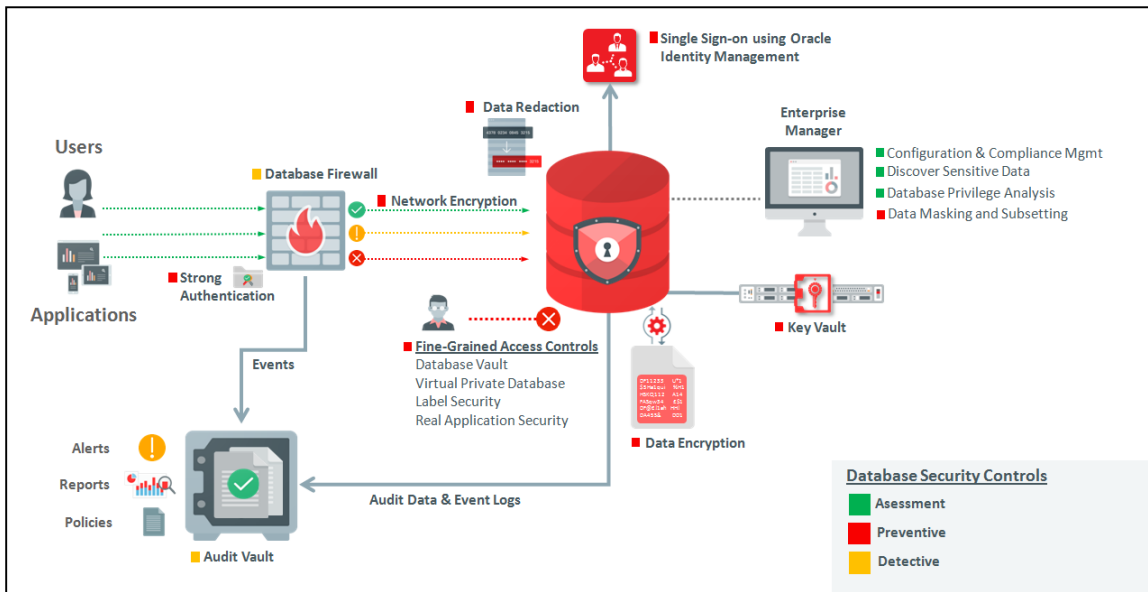 Single Sign-on using Oracle
Identity Management
Data Redaction
Enterprise
Manager
Configuration & Compliance Mgmt
Discover Sensitive Data
Database Privilege Analysis
Data Masking and Subsetting
Users
Database Firewall
Network Encryption
Strong
Authentication
Applications
Key Vault
Fine-Grained Access Controls
Database Vault
Virtual Private Database
Label Security
Real Application Security
Events
Data Encryption
Alerts
Reports
Policies
Audit Data & Event Logs
Audit Vault
Database Security Controls
Asessment
Preventive
Detective